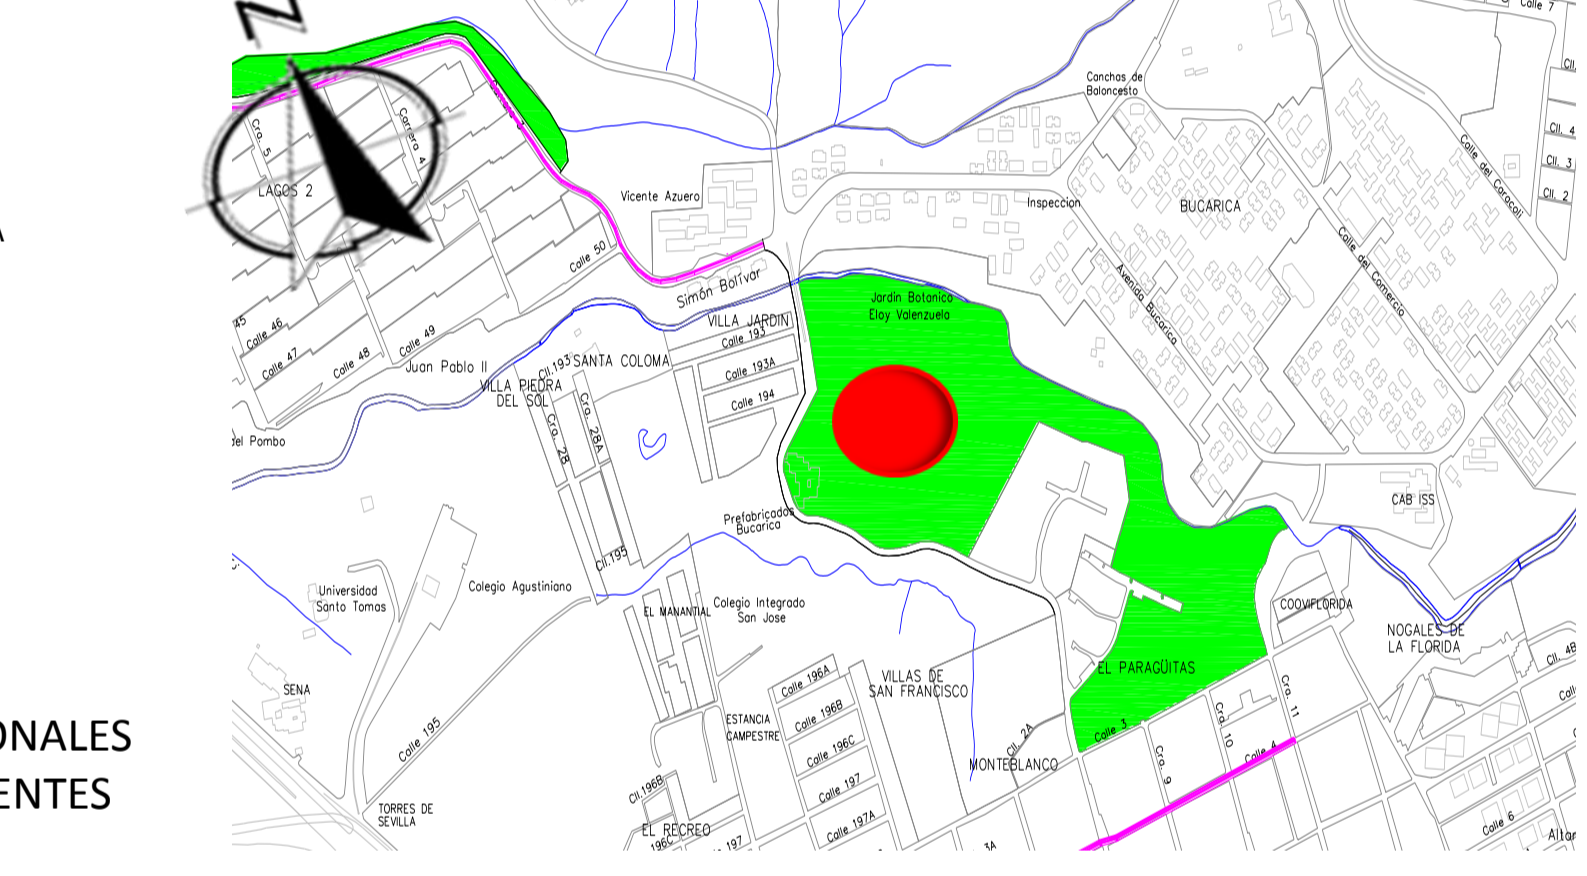 N
Calle 7
Canchas de
Baloncesto
Cll. 4
Cll. 3
Cll. 2
Calle del Caracoli
Cra. 5
Carrera 4
LAGOS 2
Vicente Azuero
Inspeccion
BUCARICA
A
Calle 50
Calle del Comercio
Avenida Bucarica
Simón Bolívar
Jardin Botanico
Eloy Valenzuela
VILLA JARDIN
45
Calle 46
Calle 47
Calle 48
Calle 49
Calle 193
Juan Pablo II
Cll.193
SANTA COLOMA
Calle 193A
VILLA PIEDRA
DEL SOL
Calle 194
Cra. 28
Cra. 28A
del Pombo
CAB ISS
Prefabricados
Bucarica
Cll.195
Universidad
Santo Tomas
Colegio Agustiniano
EL MANANTIAL
Colegio Integrado
San Jose
COOVIFLORIDA
NOGALES DE
LA FLORIDA
Cll. 4B
SENA
Calle 196A
VILLAS DE
SAN FRANCISCO
EL PARAGÜITAS
Cra. 11
ONALES
ENTES
Calle 195
ESTANCIA
CAMPESTRE
Calle 196B
Calle 196C
Cll. 2A
Calle 3
Cra. 10
Calle 4
MONTEBLANCO
Cra. 9
Cll.196B
Calle 197
TORRES DE
SEVILLA
EL RECREO
196C
197
Calle 197A
3A
Calle 6
Altar